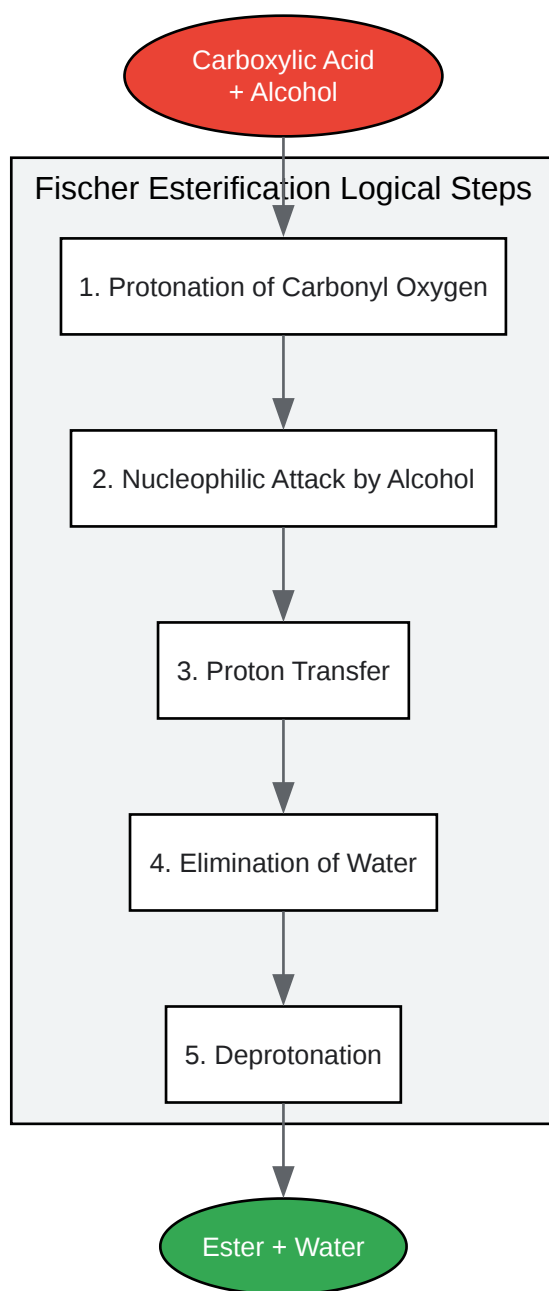 Carboxylic Acid
+ Alcohol
Fischer Esterification Logical Steps
1. Protonation of Carbonyl Oxygen
2. Nucleophilic Attack by Alcohol
3. Proton Transfer
4. Elimination of Water
5. Deprotonation
Ester + Water